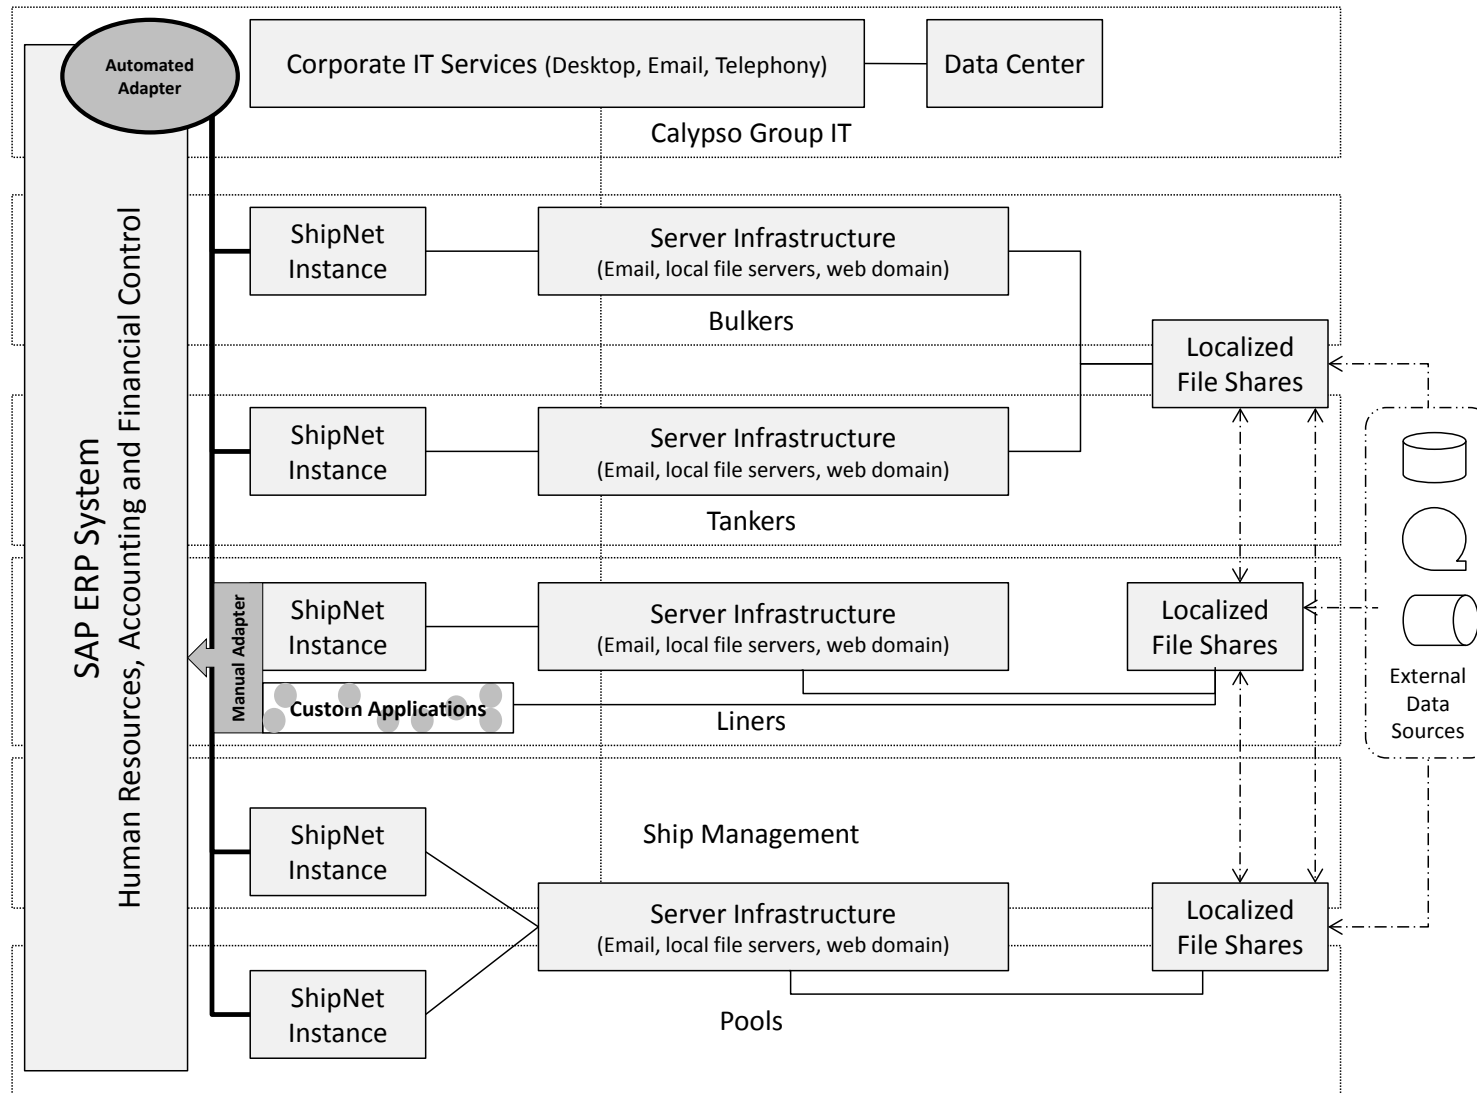 Automated
Adapter
Corporate IT Services (Desktop, Email, Telephony)
Data Center
Calypso Group IT
SAP ERP System
Human Resources, Accounting and Financial Control
ShipNet
Instance
Server Infrastructure
(Email, local file servers, web domain)
Bulkers
Localized
File Shares
ShipNet
Instance
Server Infrastructure
(Email, local file servers, web domain)
Tankers
Manual Adapter
ShipNet
Instance
Server Infrastructure
(Email, local file servers, web domain)
Localized
File Shares
Custom Applications
Liners
External
Data
Sources
ShipNet
Instance
Ship Management
Server Infrastructure
(Email, local file servers, web domain)
Localized
File Shares
ShipNet
Instance
Pools